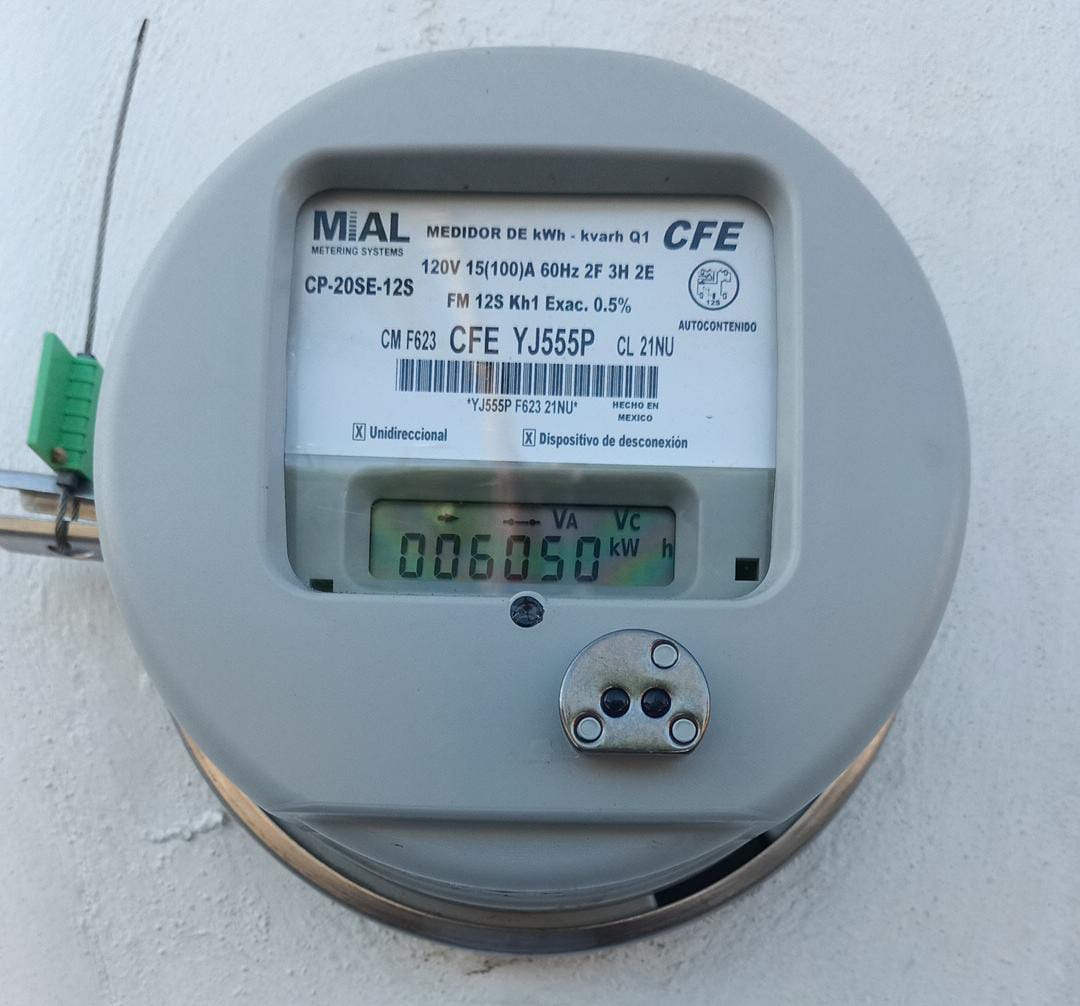 MIAL
METERING SYSTEMS
MEDIDOR DE kWh - kvarh Q1
CFE
120V 15(100)A 60Hz 2F 3H 2E
CP-20SE-12S
FM 12S Kh1 Exac. 0.5%
12S
AUTOCONTENIDO
CM F623 CFE YJ555P CL 21NU
*YJ555P F623 21NU*
HECHO EN
MEXICO
X Unidireccional
X Dispositivo de desconexión
VA VC
006050 kW h